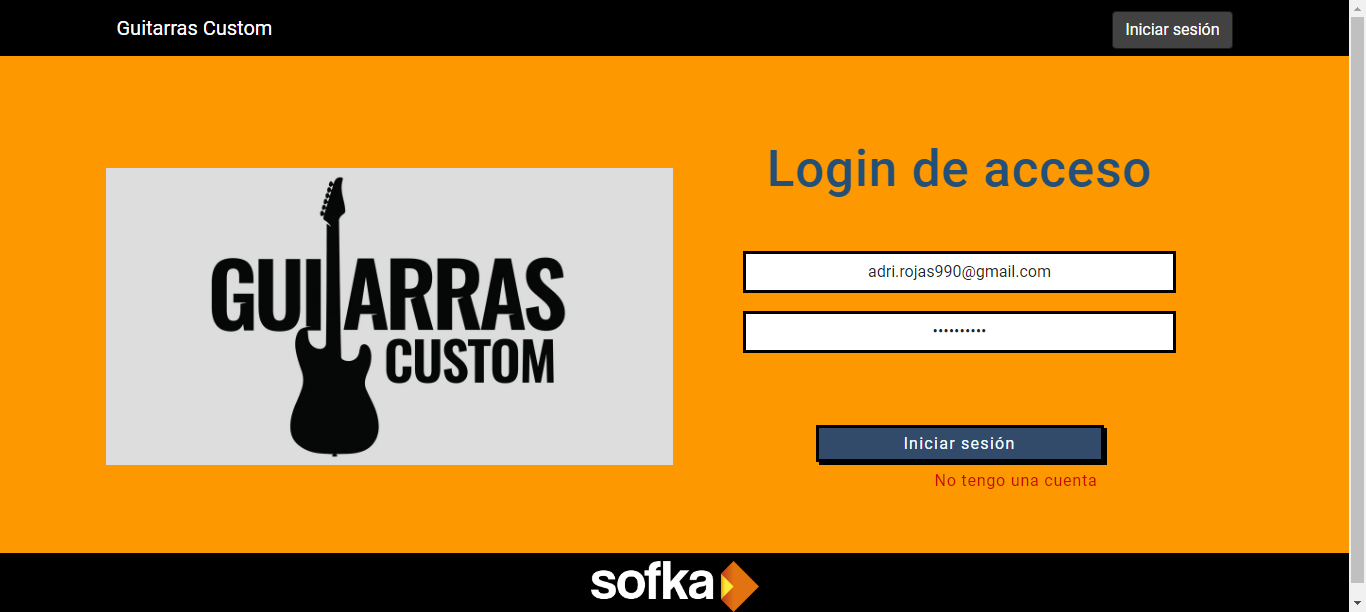 Guitarras Custom
Iniciar sesión
GUITARRAS
CUSTOM
Login de acceso
adri.rojas990@gmail.com
••••••••••
Iniciar sesión
No tengo una cuenta
sofka